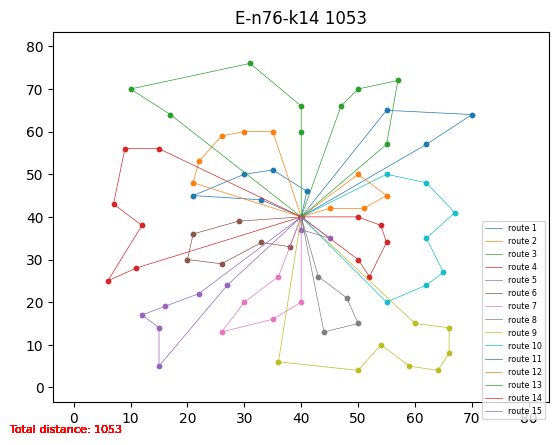 E-n76-k14 1053
80
70
60
50
40
30
20
10
0
0 10 20 30 40 50 60 70 80
route 1
route 2
route 3
route 4
route 5
route 6
route 7
route 8
route 9
route 10
route 11
route 12
route 13
route 14
route 15
Total distance: 1053